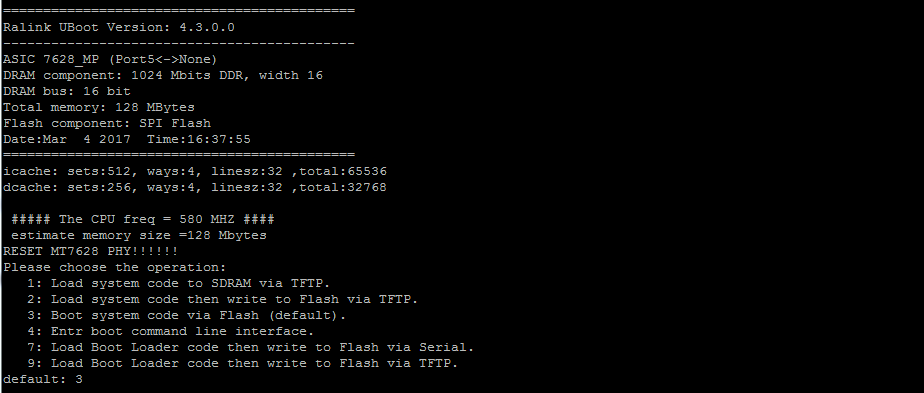 ============================================
Ralink UBoot Version: 4.3.0.0
--------------------------------------------
ASIC 7628_MP (Port5<->None)
DRAM component: 1024 Mbits DDR, width 16
DRAM bus: 16 bit
Total memory: 128 MBytes
Flash component: SPI Flash
Date:Mar  4 2017  Time:16:37:55
============================================
icache: sets:512, ways:4, linesz:32 ,total:65536
dcache: sets:256, ways:4, linesz:32 ,total:32768
 ##### The CPU freq = 580 MHZ ####
 estimate memory size =128 Mbytes
RESET MT7628 PHY!!!!!!
Please choose the operation:
   1: Load system code to SDRAM via TFTP.
   2: Load system code then write to Flash via TFTP.
   3: Boot system code via Flash (default).
   4: Entr boot command line interface.
   7: Load Boot Loader code then write to Flash via Serial.
   9: Load Boot Loader code then write to Flash via TFTP.
default: 3